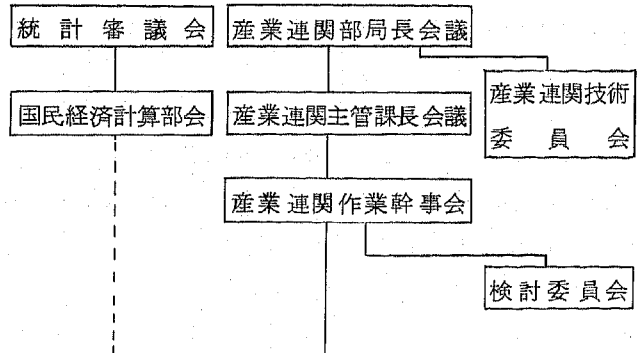 統計審議会
産業連関部局長会議
国民経済計算部会
産業連関主管課長会議
産業連関技術
委員会
産業連関作業幹事会
検討委員会